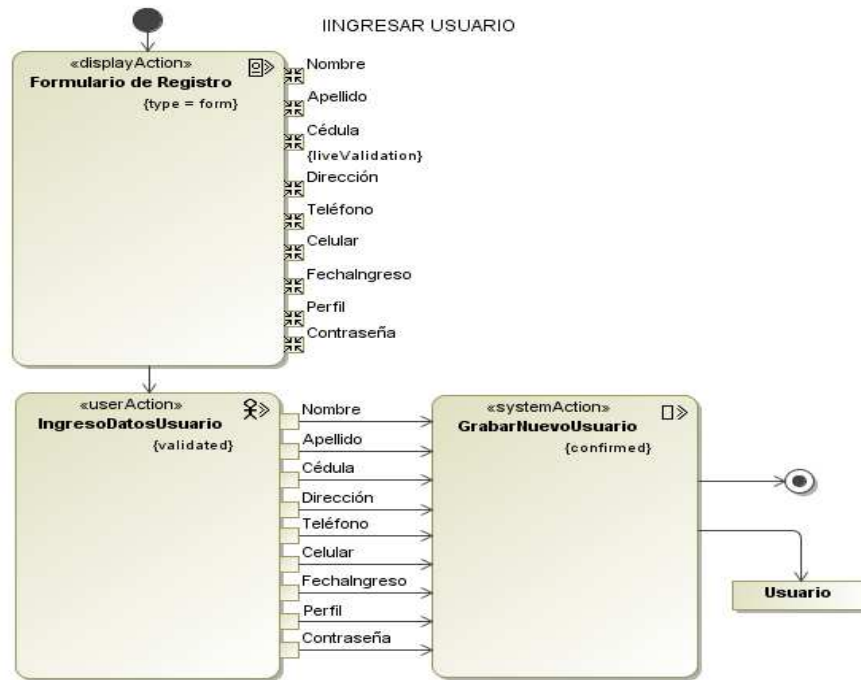 IINGRESAR USUARIO
«displayAction»
Formulario de Registro
{type = form}
Nombre
Apellido
Cédula
{liveValidation}
Dirección
Teléfono
Celular
FechaIngreso
Perfil
Contraseña
«userAction»
IngresoDatosUsuario
{validated}
Nombre
Apellido
Cédula
Dirección
Teléfono
Celular
FechaIngreso
Perfil
Contraseña
«systemAction»
GrabarNuevoUsuario
{confirmed}
Usuario